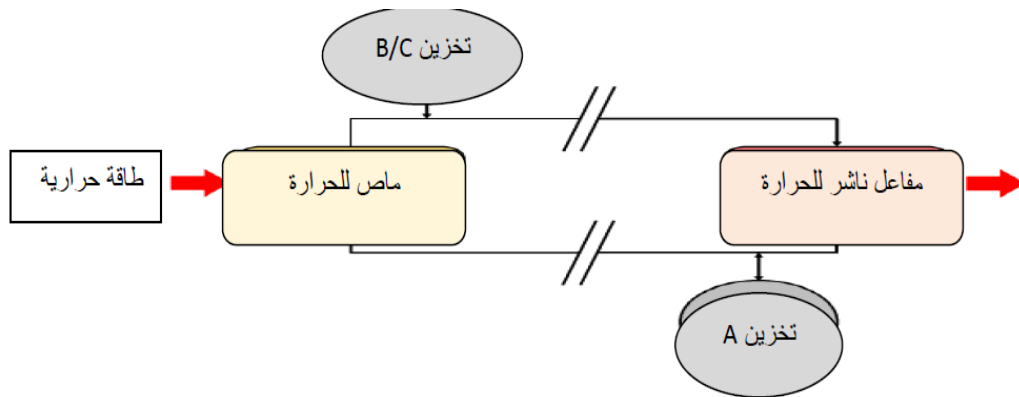 تخزين B/C
طاقة حرارية
ماص للحرارة
مفاعل ناشر للحرارة
تخزين A